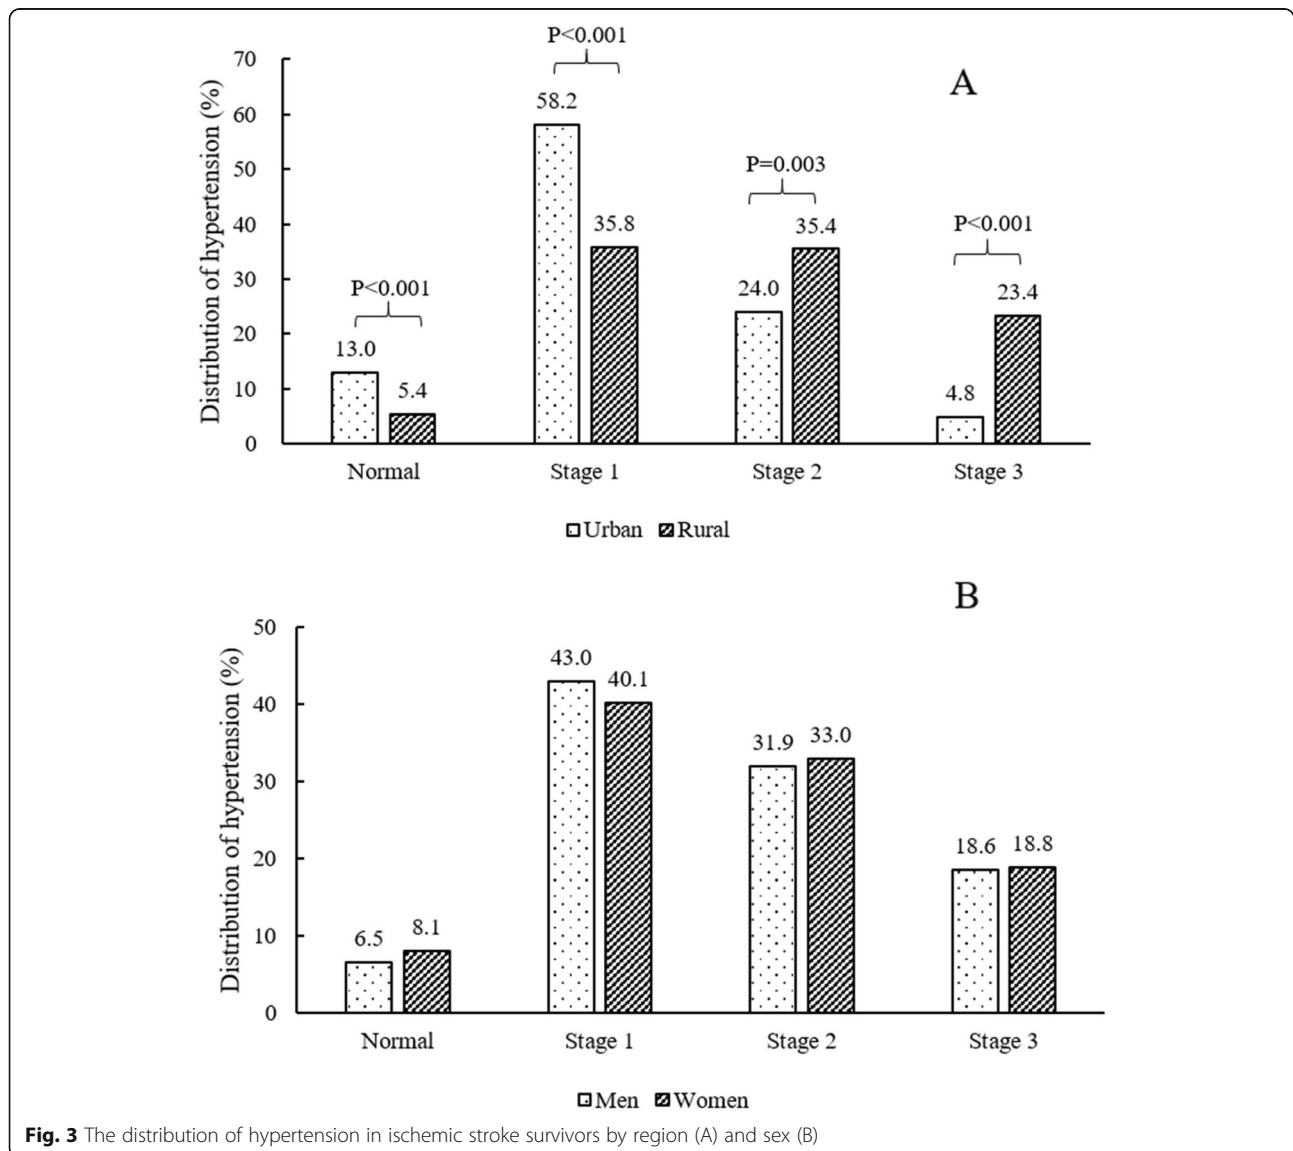 A
P<0.001
P<0.001
P=0.003
P<0.001
Distribution of hypertension (%)
70
60
50
40
30
20
10
0
13.0
5.4
58.2
35.8
24.0
35.4
4.8
23.4
Normal Stage 1 Stage 2 Stage 3
Urban Rural
B
Distribution of hypertension (%)
50
40
30
20
10
0
6.5
8.1
43.0
40.1
31.9
33.0
18.6
18.8
Normal Stage 1 Stage 2 Stage 3
Men Women
Fig. 3 The distribution of hypertension in ischemic stroke survivors by region (A) and sex (B)